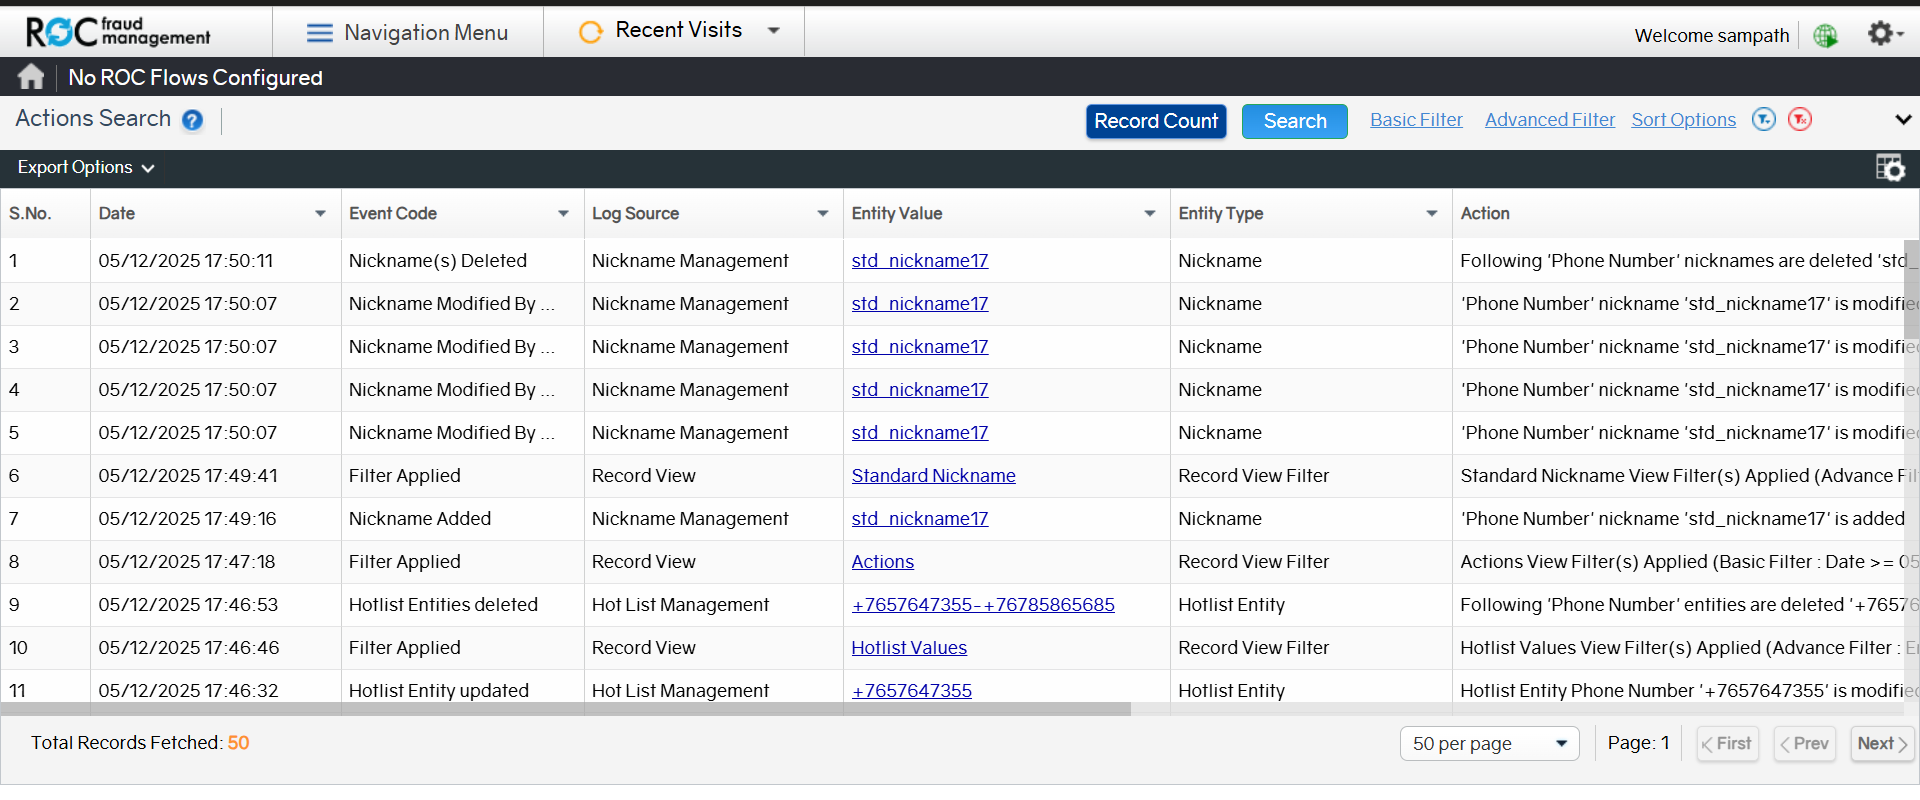 ROC fraud management
Navigation Menu
Recent Visits
Welcome sampath
No ROC Flows Configured
Actions Search ?
Record Count
Search
Basic Filter
Advanced Filter
Sort Options
Export Options
S.No. Date Event Code Log Source Entity Value Entity Type Action
1 05/12/2025 17:50:11 Nickname(s) Deleted Nickname Management std_nickname17 Nickname Following 'Phone Number' nicknames are deleted 'std_
2 05/12/2025 17:50:07 Nickname Modified By ... Nickname Management std_nickname17 Nickname 'Phone Number' nickname 'std_nickname17' is modifie
3 05/12/2025 17:50:07 Nickname Modified By ... Nickname Management std_nickname17 Nickname 'Phone Number' nickname 'std_nickname17' is modifie
4 05/12/2025 17:50:07 Nickname Modified By ... Nickname Management std_nickname17 Nickname 'Phone Number' nickname 'std_nickname17' is modifie
5 05/12/2025 17:50:07 Nickname Modified By ... Nickname Management std_nickname17 Nickname 'Phone Number' nickname 'std_nickname17' is modifie
6 05/12/2025 17:49:41 Filter Applied Record View Standard Nickname Record View Filter Standard Nickname View Filter(s) Applied (Advance Fil
7 05/12/2025 17:49:16 Nickname Added Nickname Management std_nickname17 Nickname 'Phone Number' nickname 'std_nickname17' is added
8 05/12/2025 17:47:18 Filter Applied Record View Actions Record View Filter Actions View Filter(s) Applied (Basic Filter : Date >= 05
9 05/12/2025 17:46:53 Hotlist Entities deleted Hot List Management +7657647355-+76785865685 Hotlist Entity Following 'Phone Number' entities are deleted '+76576
10 05/12/2025 17:46:46 Filter Applied Record View Hotlist Values Record View Filter Hotlist Values View Filter(s) Applied (Advance Filter : E
11 05/12/2025 17:46:32 Hotlist Entity updated Hot List Management +7657647355 Hotlist Entity Hotlist Entity Phone Number '+7657647355' is modifie
Total Records Fetched: 50
50 per page
Page: 1
First
Prev
Next